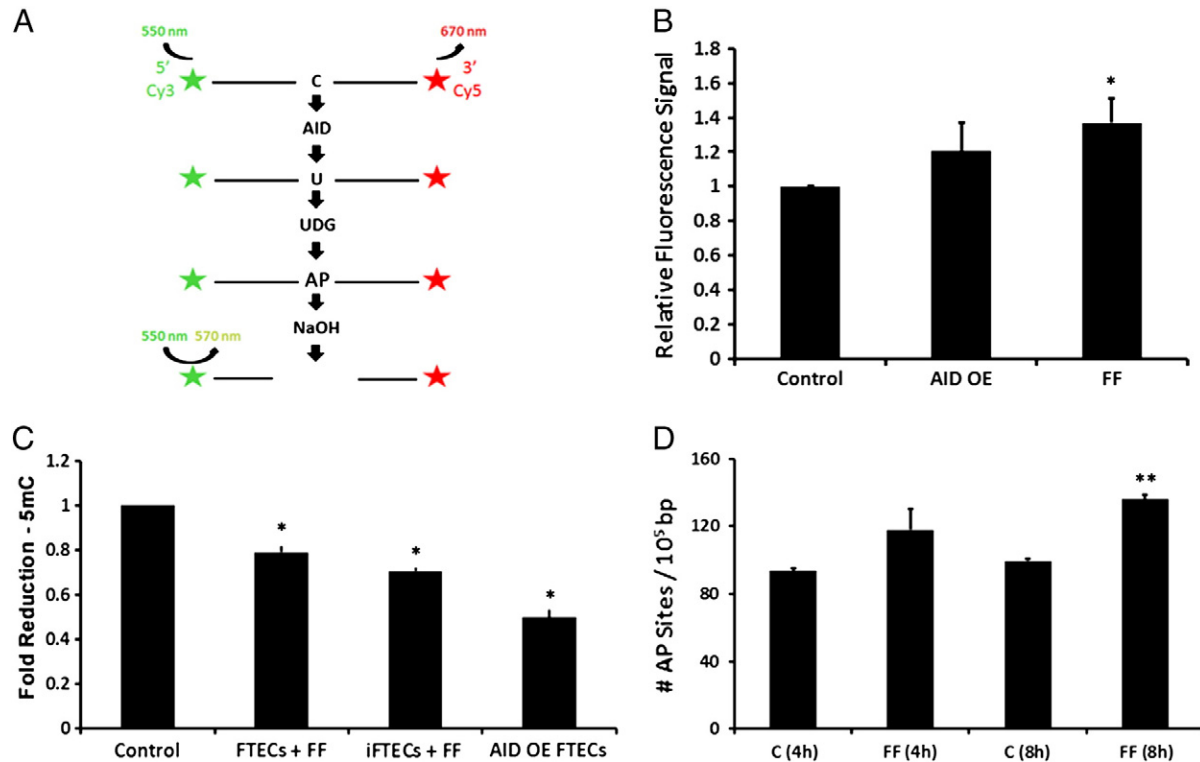 A
550 nm
670 nm
5′
Cy3
C
3′
Cy5
AID
U
UDG
AP
NaOH
550 nm 570 nm
B
Relative Fluorescence Signal
1.8
1.6
1.4
1.2
1
0.8
0.6
0.4
0.2
0
*
Control
AID OE
FF
C
Fold Reduction - 5mC
1.2
1
0.8
0.6
0.4
0.2
0
*
*
*
Control
FTECs + FF
iFTECs + FF
AID OE FTECs
D
# AP Sites / 10⁵ bp
160
120
80
40
0
**
C (4h)
FF (4h)
C (8h)
FF (8h)